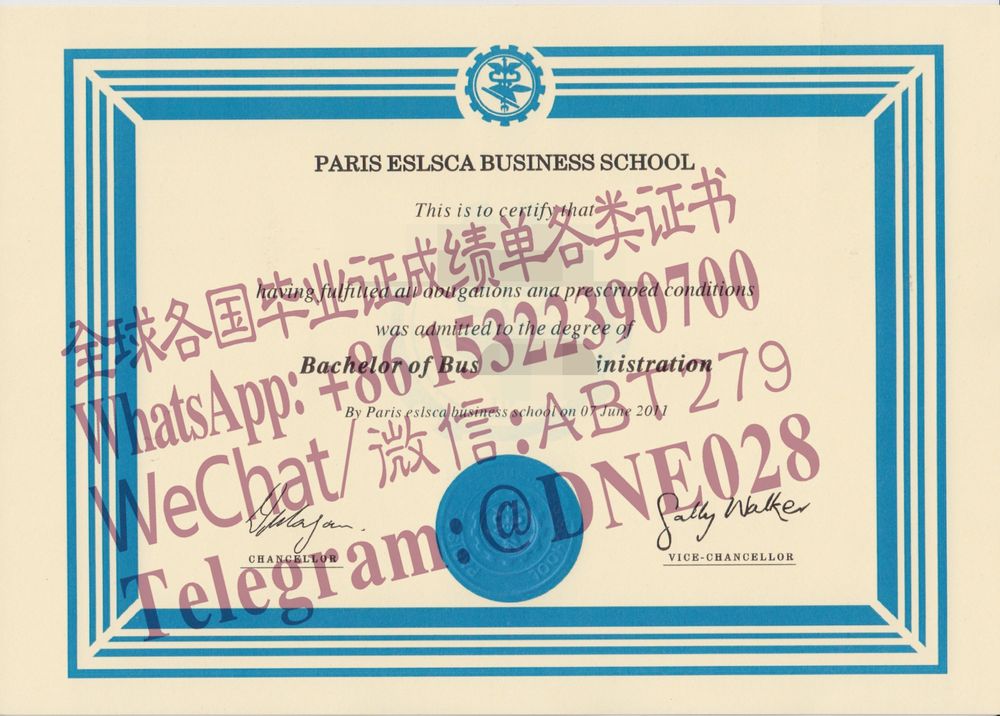 PARIS ESLSCA BUSINESS SCHOOL
This is to certify that
全球各国毕业证成绩单各类证书
having fulfilled all obligations and prescribed conditions
was admitted to the degree of
WhatsApp: +86 15322390700
Bachelor of Bus inistration
By Paris eslsca business school on 07 June 2011
WeChat/微信:ABT279
Telegram:@DNE028
Sally Walker
CHANCELLOR
VICE-CHANCELLOR